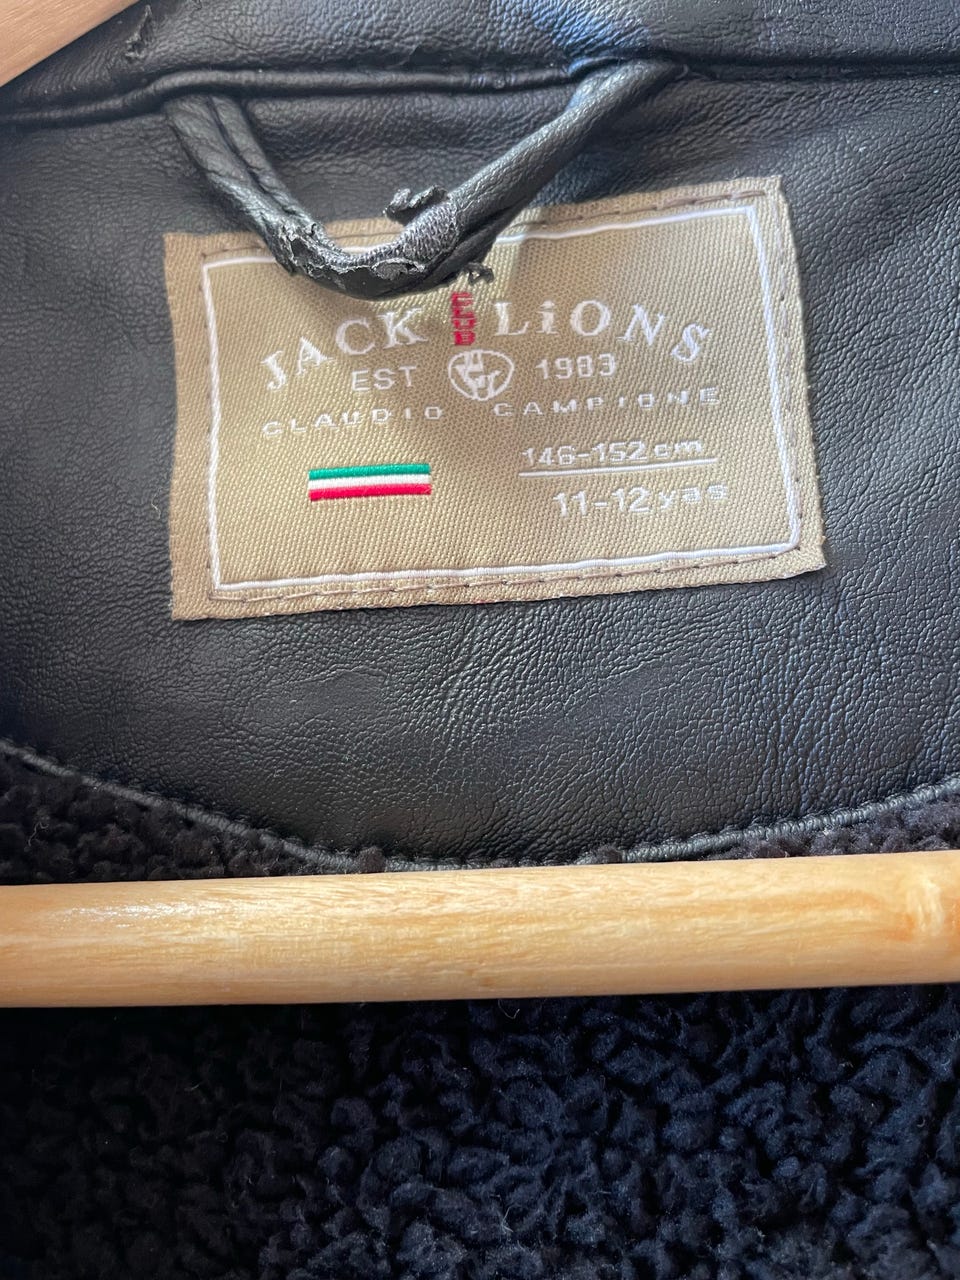 JACK CLUB LiONS
EST 1983
CLAUDIO CAMPIONE
146-152 cm
11-12 yas